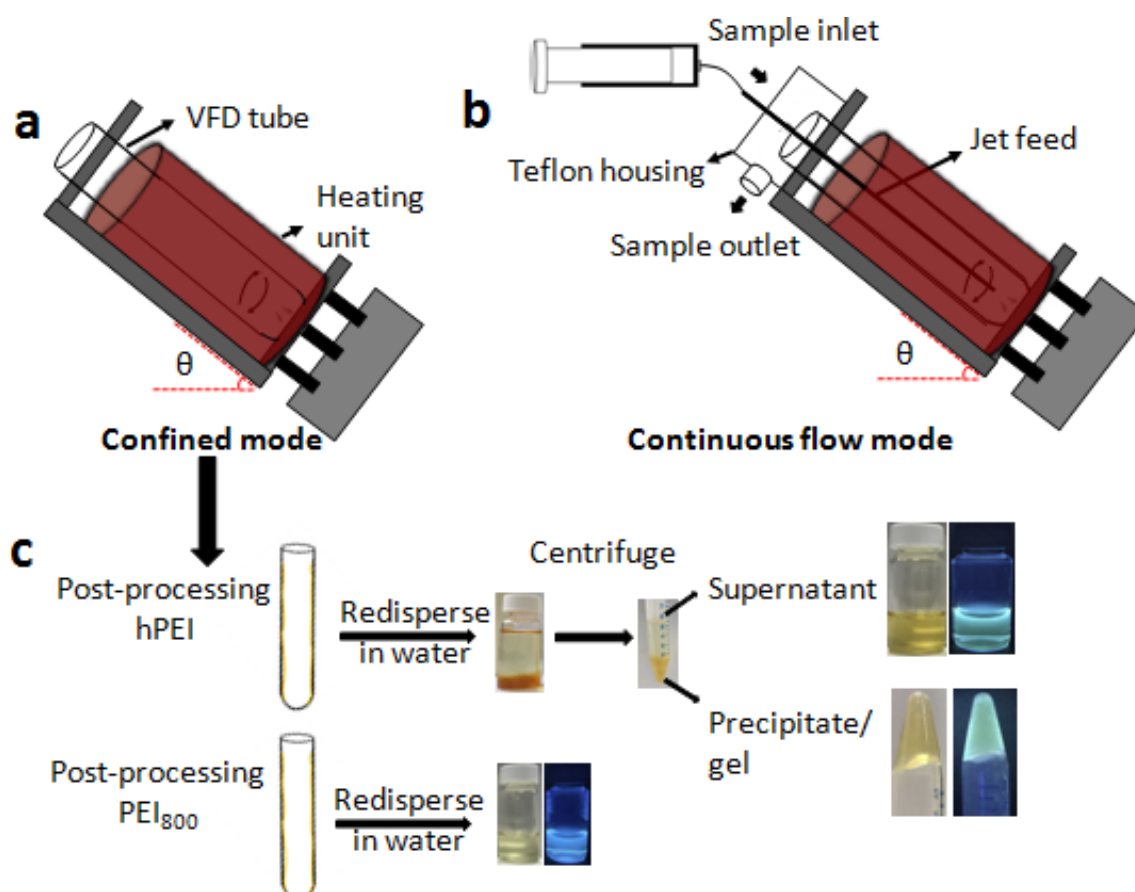 a
VFD tube
Heating
unit
θ
Confined mode
b
Sample inlet
Jet feed
Teflon housing
Sample outlet
θ
Continuous flow mode
c
Post-processing
hPEI
Redisperse
in water
Centrifuge
Supernatant
Precipitate/
gel
Post-processing
PEI₈₀₀
Redisperse
in water